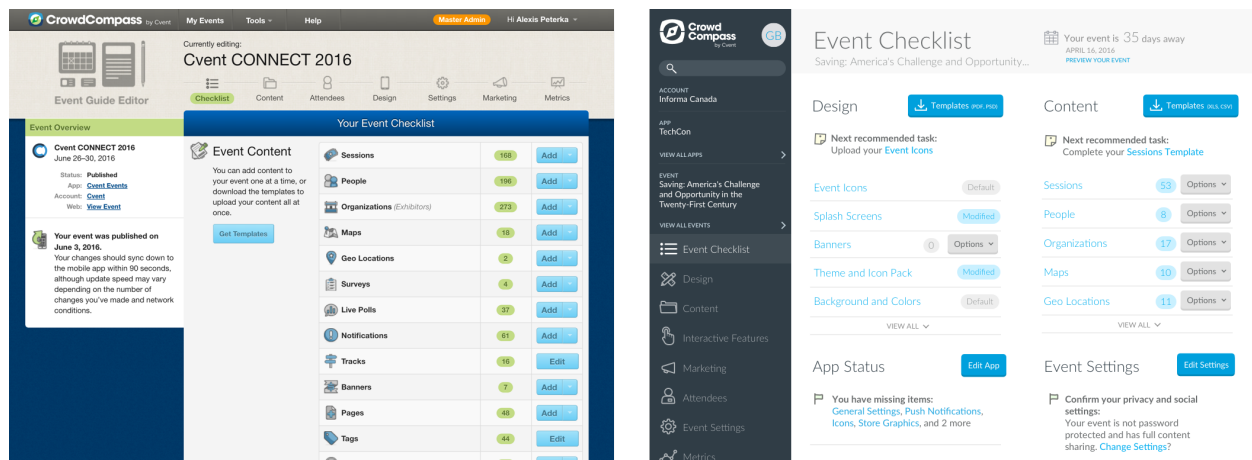 CrowdCompass by Cvent
My Events
Tools
Help
Master Admin
Hi Alexis Peterka
Event Guide Editor
Currently editing:
Cvent CONNECT 2016
Checklist
Content
Attendees
Design
Settings
Marketing
Metrics
Event Overview
Cvent CONNECT 2016
June 26–30, 2016
Status: Published
App: Cvent Events
Account: Cvent
Web: View Event
Your event was published on
June 3, 2016.
Your changes should sync down to
the mobile app within 90 seconds,
although update speed may vary
depending on the number of
changes you've made and network
conditions.
Your Event Checklist
Event Content
You can add content to
your event one at a time, or
download the templates to
upload your content all at
once.
Get Templates
Sessions 168 Add
People 196 Add
Organizations (Exhibitors) 273 Add
Maps 18 Add
Geo Locations 2 Add
Surveys 4 Add
Live Polls 37 Add
Notifications 61 Add
Tracks 16 Edit
Banners 7 Add
Pages 48 Add
Tags 44 Edit
Crowd
Compass
by Cvent
GB
ACCOUNT
Informa Canada
APP
TechCon
VIEW ALL APPS
EVENT
Saving: America's Challenge
and Opportunity in the
Twenty-First Century
VIEW ALL EVENTS
Event Checklist
Design
Content
Interactive Features
Marketing
Attendees
Event Settings
Metrics
Event Checklist
Saving: America's Challenge and Opportunity...
Your event is 35 days away
APRIL 16, 2016
PREVIEW YOUR EVENT
Design
Templates (PDF, PSD)
Next recommended task:
Upload your Event Icons
Event Icons Default
Splash Screens Modified
Banners 0 Options
Theme and Icon Pack Modified
Background and Colors Default
VIEW ALL
Content
Templates (XLS, CSV)
Next recommended task:
Complete your Sessions Template
Sessions 53 Options
People 8 Options
Organizations 17 Options
Maps 10 Options
Geo Locations 11 Options
VIEW ALL
App Status
Edit App
You have missing items:
General Settings, Push Notifications,
Icons, Store Graphics, and 2 more
Event Settings
Edit Settings
Confirm your privacy and social
settings:
Your event is not password
protected and has full content
sharing. Change Settings?